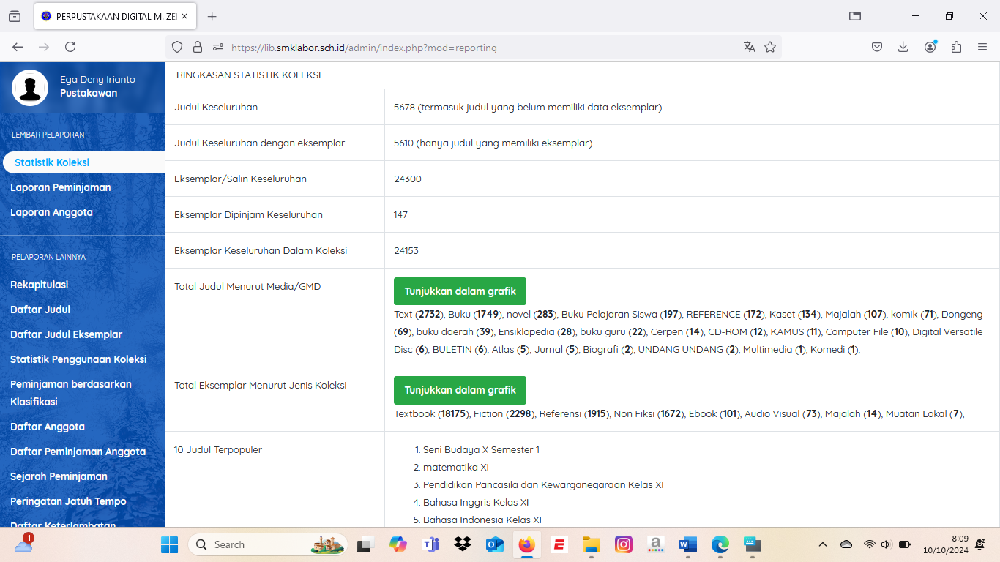 PERPUSTAKAAN DIGITAL M. ZEI
https://lib.smklabor.sch.id/admin/index.php?mod=reporting
Ega Deny Irianto
Pustakawan
LEMBAR PELAPORAN
Statistik Koleksi
Laporan Peminjaman
Laporan Anggota
PELAPORAN LAINNYA
Rekapitulasi
Daftar Judul
Daftar Judul Eksemplar
Statistik Penggunaan Koleksi
Peminjaman berdasarkan
Klasifikasi
Daftar Anggota
Daftar Peminjaman Anggota
Sejarah Peminjaman
Peringatan Jatuh Tempo
Daftar Keterlambatan
RINGKASAN STATISTIK KOLEKSI
Judul Keseluruhan
5678 (termasuk judul yang belum memiliki data eksemplar)
Judul Keseluruhan dengan eksemplar
5610 (hanya judul yang memiliki eksemplar)
Eksemplar/Salin Keseluruhan
24300
Eksemplar Dipinjam Keseluruhan
147
Eksemplar Keseluruhan Dalam Koleksi
24153
Total Judul Menurut Media/GMD
Tunjukkan dalam grafik
Text (2732), Buku (1749), novel (283), Buku Pelajaran Siswa (197), REFERENCE (172), Kaset (134), Majalah (107), komik (71), Dongeng
(69), buku daerah (39), Ensiklopedia (28), buku guru (22), Cerpen (14), CD-ROM (12), KAMUS (11), Computer File (10), Digital Versatile
Disc (6), BULETIN (6), Atlas (5), Jurnal (5), Biografi (2), UNDANG UNDANG (2), Multimedia (1), Komedi (1),
Total Eksemplar Menurut Jenis Koleksi
Tunjukkan dalam grafik
Textbook (18175), Fiction (2298), Referensi (1915), Non Fiksi (1672), Ebook (101), Audio Visual (73), Majalah (14), Muatan Lokal (7),
10 Judul Terpopuler
1. Seni Budaya X Semester 1
2. matematika XI
3. Pendidikan Pancasila dan Kewarganegaraan Kelas XI
4. Bahasa Inggris Kelas XI
5. Bahasa Indonesia Kelas XI
1
Search
8:09
10/10/2024